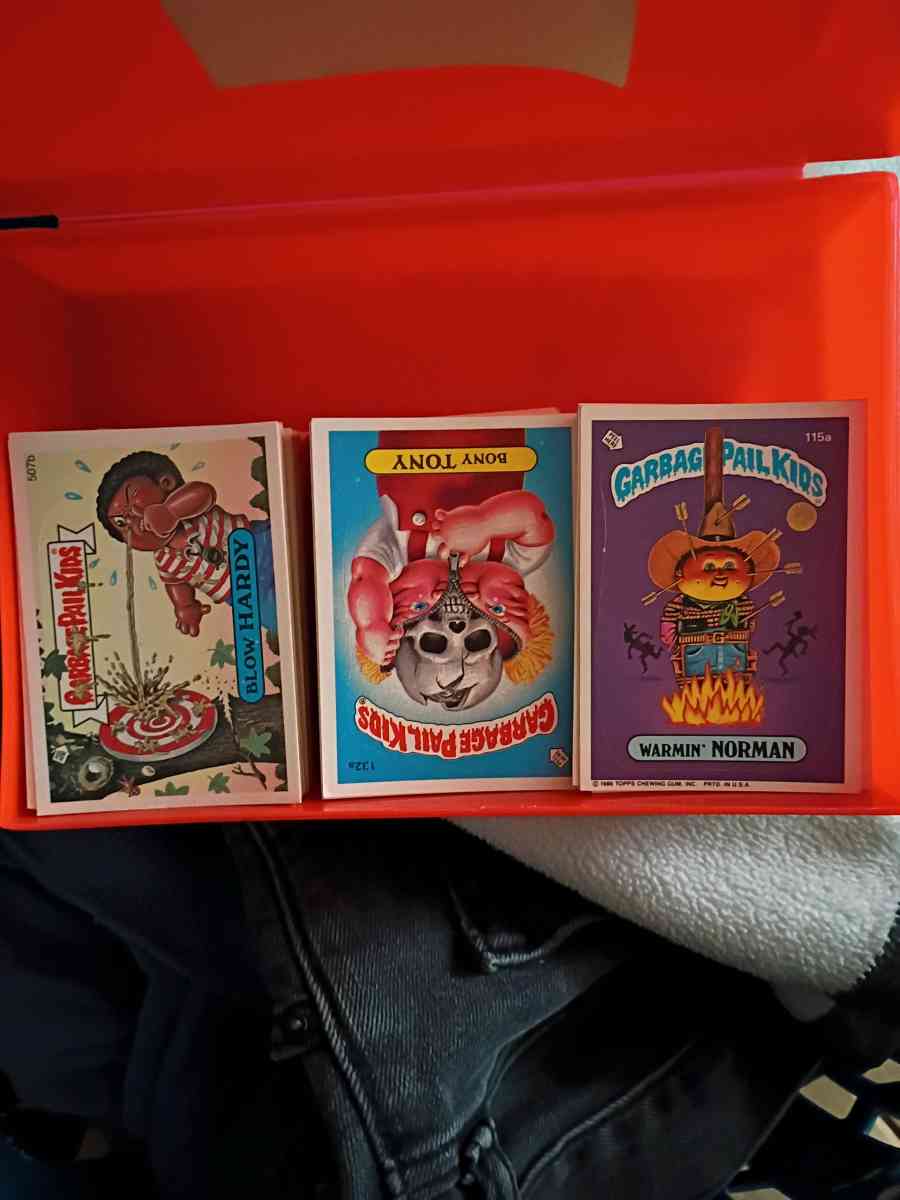 507b
GARBAGE PAIL KIDS
BLOW HARDY
BONY TONY
GARBAGE PAIL KIDS®
132a
115a
GARBAG PAIL KIDS
WARMIN' NORMAN
© 1986 TOPPS CHEWING GUM, INC. PRTD. IN U.S.A.